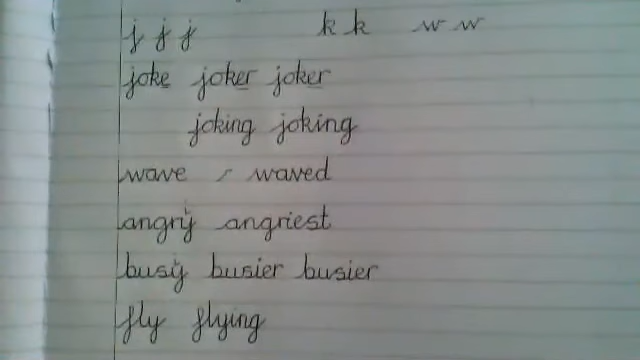 j j j k k w w
joke joker joker
joking joking
wave waved
angry angriest
busy busier busier
fly flying